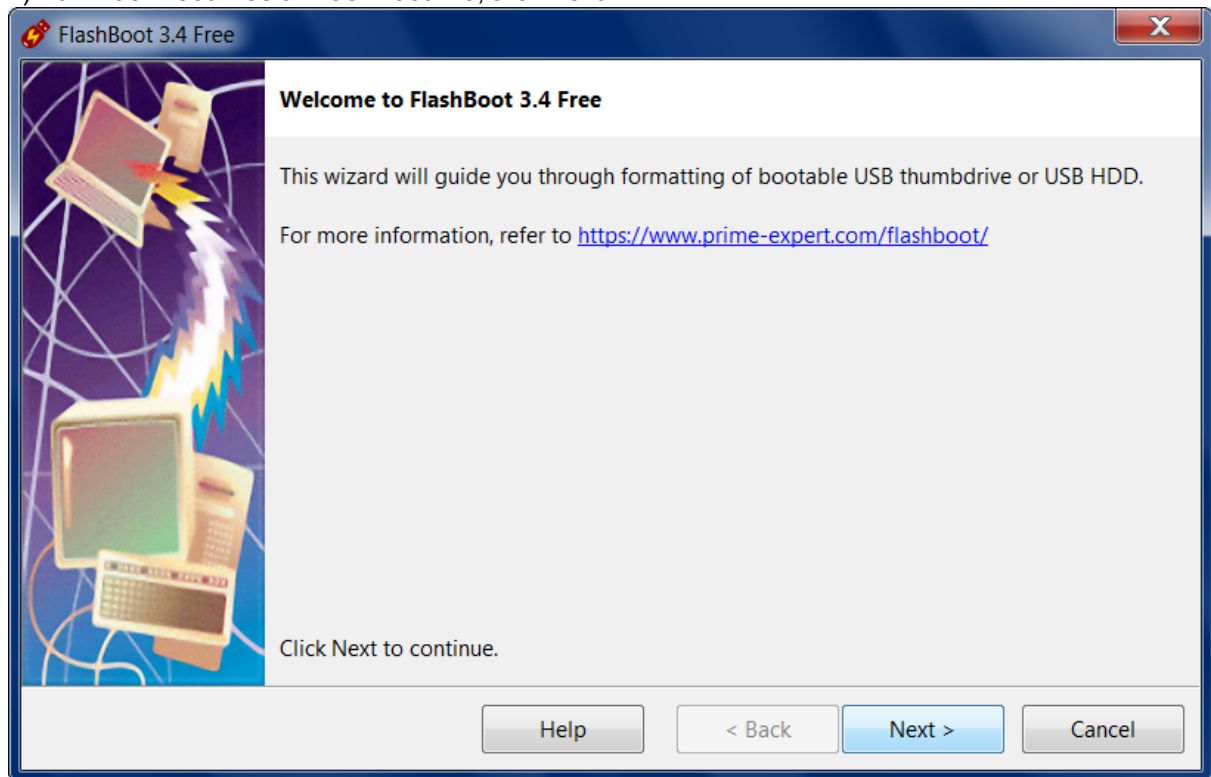 FlashBoot 3.4 Free
Welcome to FlashBoot 3.4 Free
This wizard will guide you through formatting of bootable USB thumbdrive or USB HDD.
For more information, refer to https://www.prime-expert.com/flashboot/
Click Next to continue.
Help
< Back
Next >
Cancel